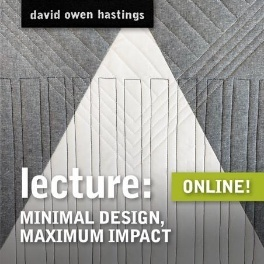 david owen hastings
lecture:
ONLINE!
MINIMAL DESIGN,
MAXIMUM IMPACT